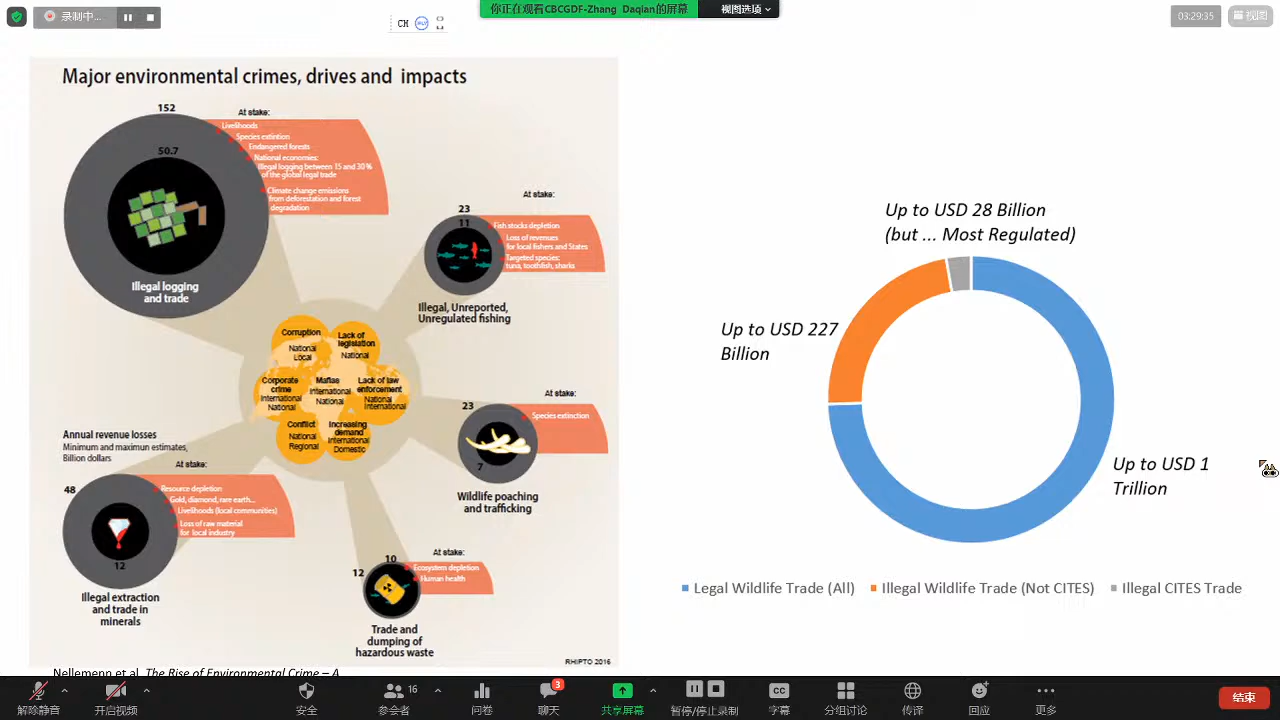 录制中...
CH
你正在观看CBCGDF-Zhang Daqian的屏幕
视图选项
03:29:35
视图
Major environmental crimes, drives and impacts
152
50.7
Illegal logging
and trade
At stake:
Livelihoods
Species extintion
Endangered forests
National economies:
Illegal logging between 15 and 30 %
of the global legal trade
Climate change emissions
from deforestation and forest
degradation
At stake:
23
11
Fish stocks depletion
Loss of revenues
for local fishers and States
Targeted species:
tuna, toothfish, sharks
Illegal, Unreported,
Unregulated fishing
Corruption
National
Local
Lack of
legislation
National
Corporate
crime
International
National
Mafias
International
National
Lack of law
enforcement
National
International
Conflict
National
Regional
Increasing
demand
International
Domestic
At stake:
23
7
Species extinction
Wildlife poaching
and trafficking
Annual revenue losses
Minimum and maximun estimates,
Billion dollars
At stake:
48
12
Resource depletion
Gold, diamond, rare earth...
Livelihoods (local communities)
Loss of raw material
for local industry
Illegal extraction
and trade in
minerals
At stake:
10
12
Ecosystem depletion
Human health
Trade and
dumping of
hazardous waste
RHIPTO 2016
Nellemenn et al. The Rise of Environmental Crime – A
Up to USD 28 Billion
(but ... Most Regulated)
Up to USD 227
Billion
Up to USD 1
Trillion
Legal Wildlife Trade (All) Illegal Wildlife Trade (Not CITES) Illegal CITES Trade
解除静音
开启视频
安全
16
参会者
问卷
3
聊天
共享屏幕
暂停/停止录制
CC
字幕
分组讨论
传译
回应
更多
结束